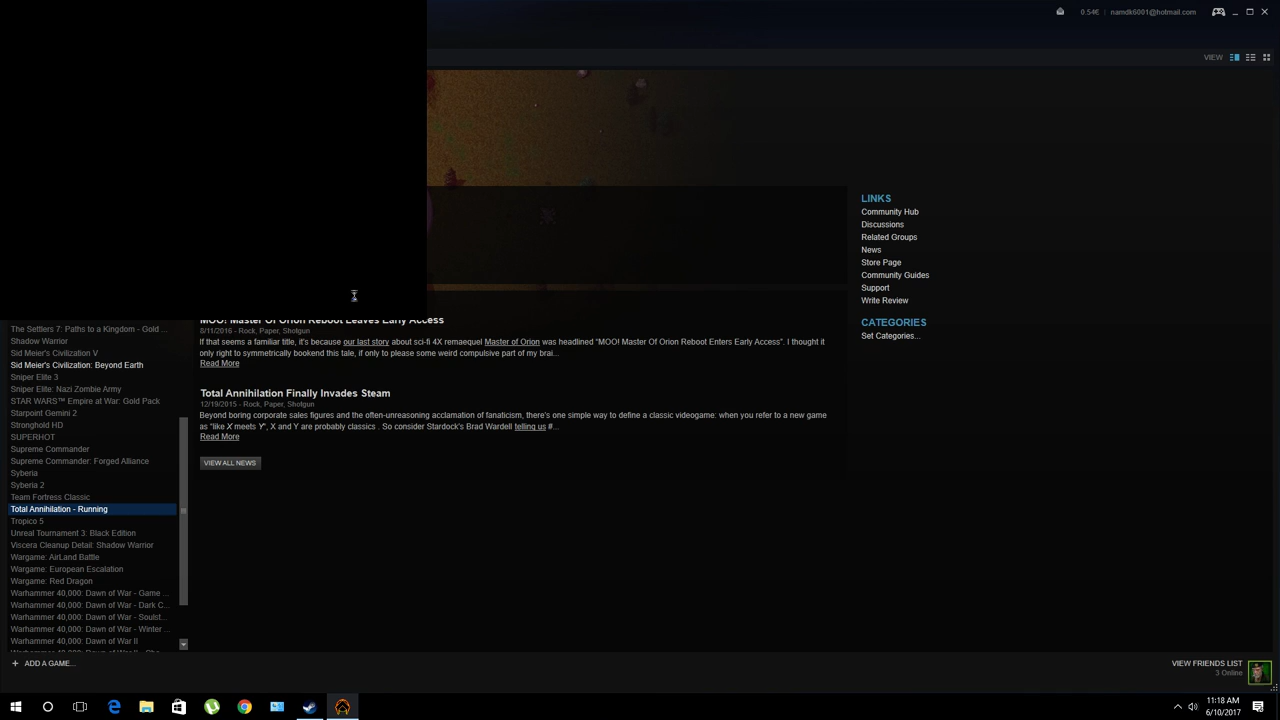 0.54€ | namdk6001@hotmail.com
VIEW
LINKS
Community Hub
Discussions
Related Groups
News
Store Page
Community Guides
Support
Write Review
CATEGORIES
Set Categories...
MOO! Master Of Orion Reboot Leaves Early Access
8/11/2016 - Rock, Paper, Shotgun
If that seems a familiar title, it's because our last story about sci-fi 4X remaequel Master of Orion was headlined “MOO! Master Of Orion Reboot Enters Early Access”. I thought it
only right to symmetrically bookend this tale, if only to please some weird compulsive part of my brai...
Read More
Total Annihilation Finally Invades Steam
12/19/2015 - Rock, Paper, Shotgun
Beyond boring corporate sales figures and the often-unreasoning acclamation of fanaticism, there's one simple way to define a classic videogame: when you refer to a new game
as “like X meets Y”, X and Y are probably classics . So consider Stardock's Brad Wardell telling us #...
Read More
VIEW ALL NEWS
The Settlers 7: Paths to a Kingdom - Gold ...
Shadow Warrior
Sid Meier's Civilization V
Sid Meier's Civilization: Beyond Earth
Sniper Elite 3
Sniper Elite: Nazi Zombie Army
STAR WARS™ Empire at War: Gold Pack
Starpoint Gemini 2
Stronghold HD
SUPERHOT
Supreme Commander
Supreme Commander: Forged Alliance
Syberia
Syberia 2
Team Fortress Classic
Total Annihilation - Running
Tropico 5
Unreal Tournament 3: Black Edition
Viscera Cleanup Detail: Shadow Warrior
Wargame: AirLand Battle
Wargame: European Escalation
Wargame: Red Dragon
Warhammer 40,000: Dawn of War - Game ...
Warhammer 40,000: Dawn of War - Dark C...
Warhammer 40,000: Dawn of War - Soulst...
Warhammer 40,000: Dawn of War - Winter ...
Warhammer 40,000: Dawn of War II
+ ADD A GAME...
VIEW FRIENDS LIST
3 Online
11:18 AM
6/10/2017